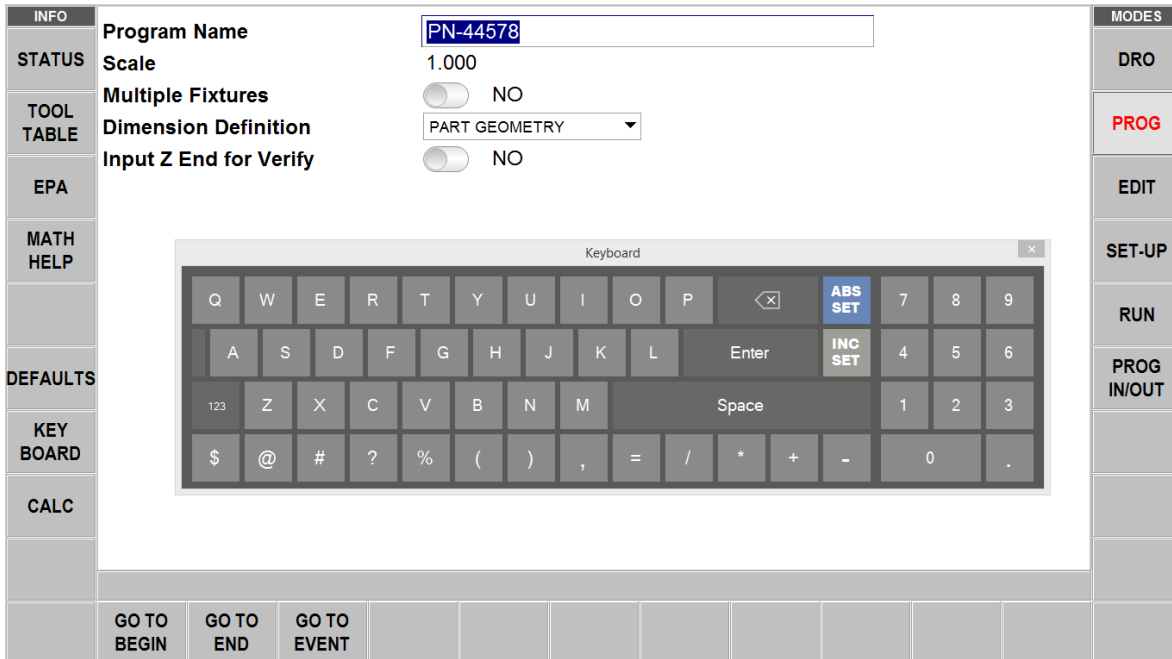 INFO
STATUS
TOOL
TABLE
EPA
MATH
HELP
DEFAULTS
KEY
BOARD
CALC
Program Name PN-44578
Scale 1.000
Multiple Fixtures NO
Dimension Definition PART GEOMETRY
Input Z End for Verify NO
Keyboard
Q W E R T Y U I O P ABS SET 7 8 9
A S D F G H J K L Enter INC SET 4 5 6
123 Z X C V B N M Space 1 2 3
$ @ # ? % ( ) , = / * + - 0 .
GO TO BEGIN
GO TO END
GO TO EVENT
MODES
DRO
PROG
EDIT
SET-UP
RUN
PROG
IN/OUT